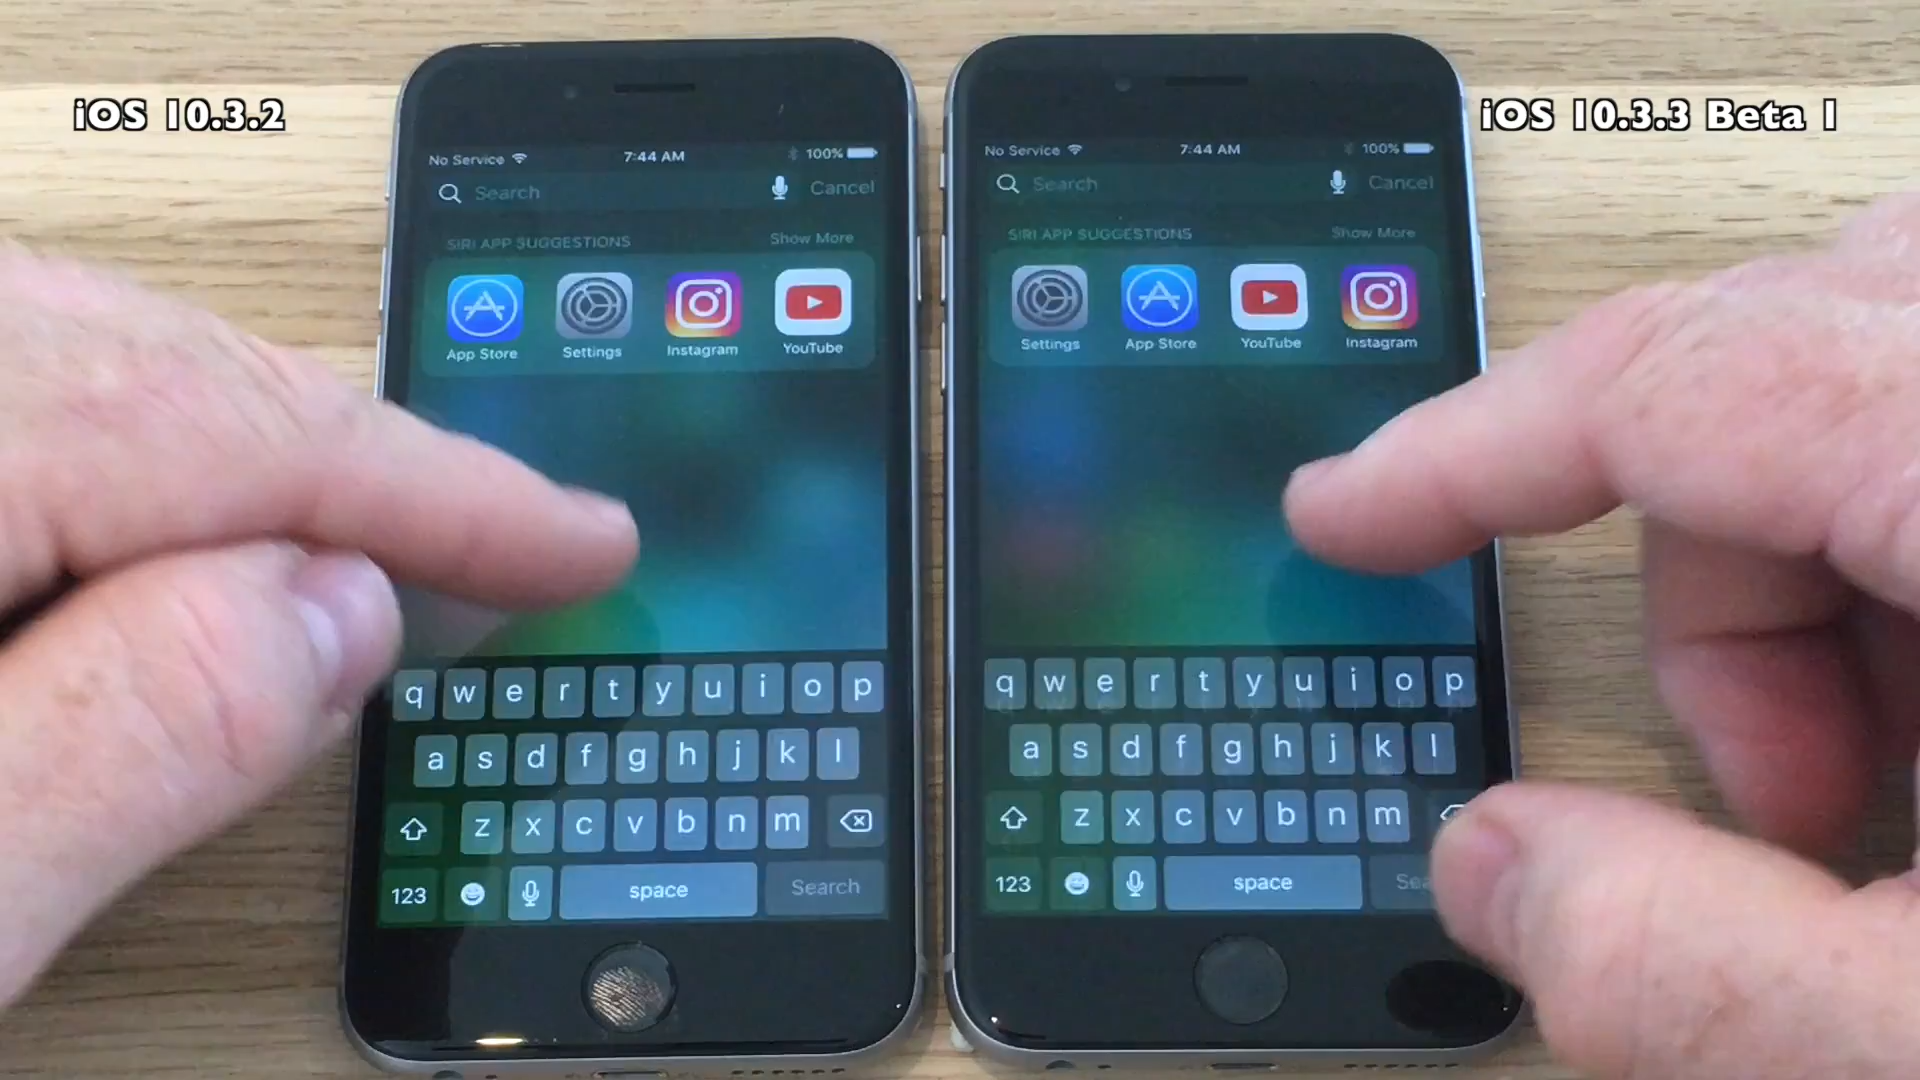 iOS 10.3.2
iOS 10.3.3 Beta 1
No Service 7:44 AM 100%
Search Cancel
SIRI APP SUGGESTIONS Show More
App Store Settings Instagram YouTube
q w e r t y u i o p
a s d f g h j k l
z x c v b n m
123 space Search
No Service 7:44 AM 100%
Search Cancel
SIRI APP SUGGESTIONS Show More
Settings App Store YouTube Instagram
q w e r t y u i o p
a s d f g h j k l
z x c v b n m
123 space